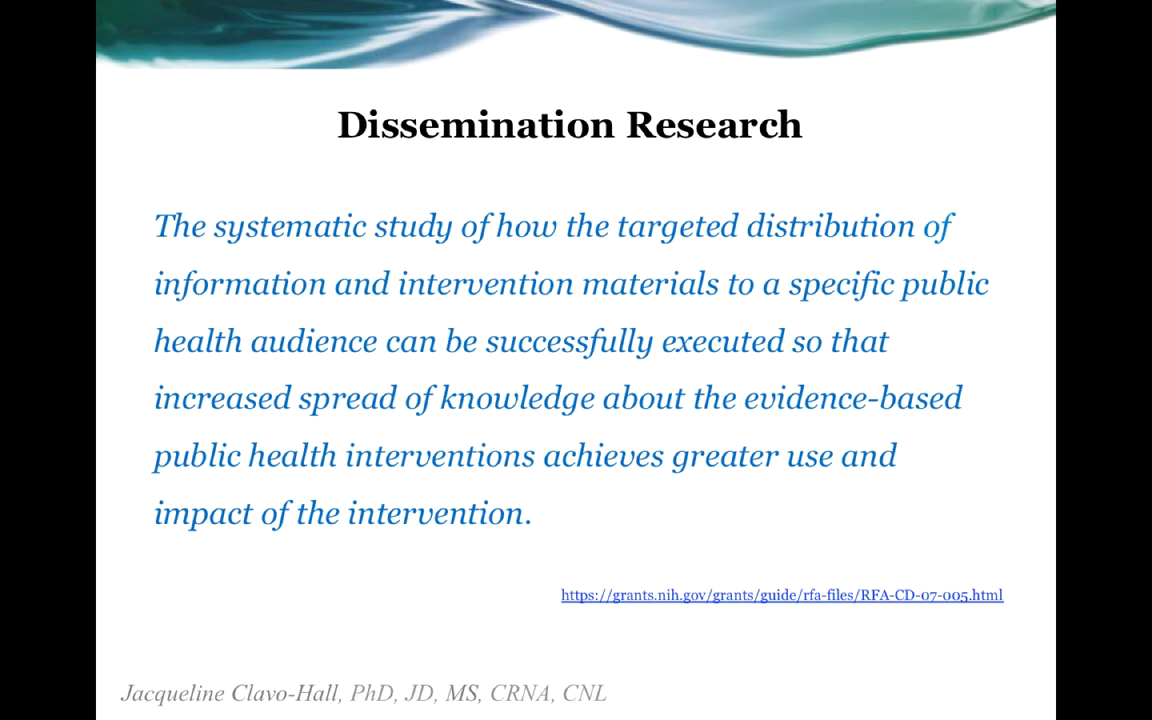 Dissemination Research
The systematic study of how the targeted distribution of
information and intervention materials to a specific public
health audience can be successfully executed so that
increased spread of knowledge about the evidence-based
public health interventions achieves greater use and
impact of the intervention.
https://grants.nih.gov/grants/guide/rfa-files/RFA-CD-07-005.html
Jacqueline Clavo-Hall, PhD, JD, MS, CRNA, CNL